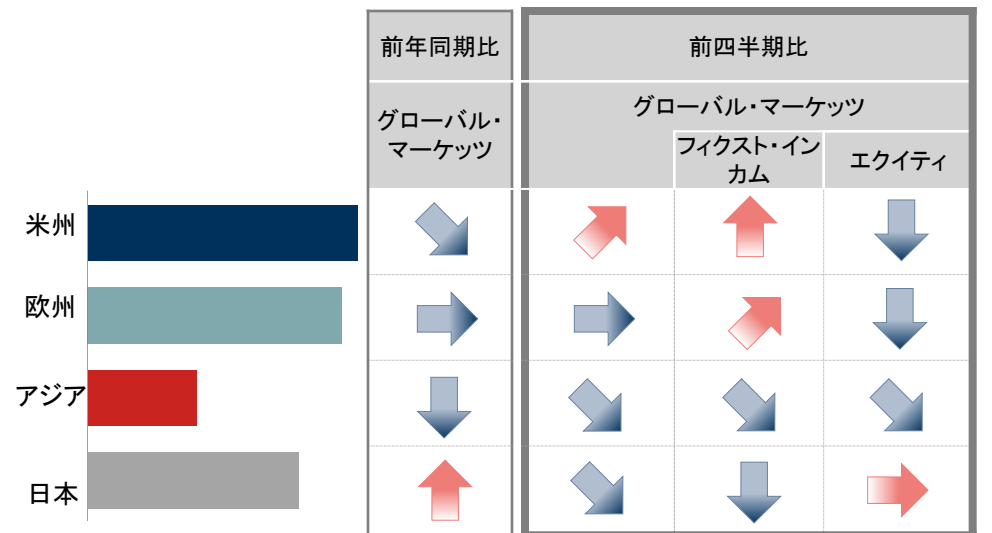 前年同期比
前四半期比
グローバル・
マーケッツ
グローバル・マーケッツ
フィクスト・イン
カム
エクイティ
米州
欧州
アジア
日本